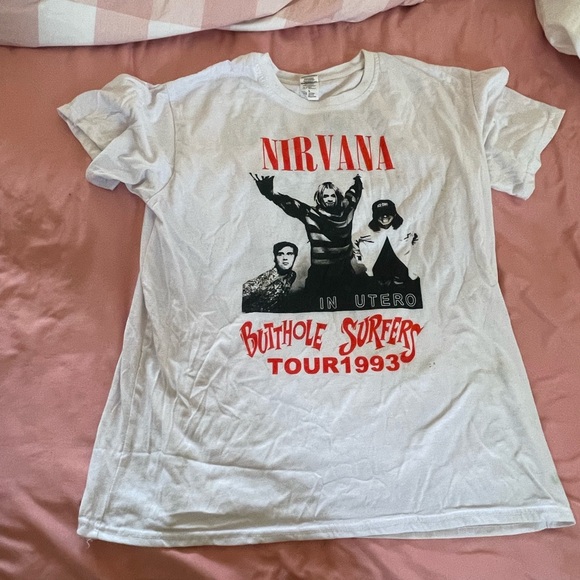 NIRVANA
IN UTERO
BUTTHOLE SURFERS
TOUR1993